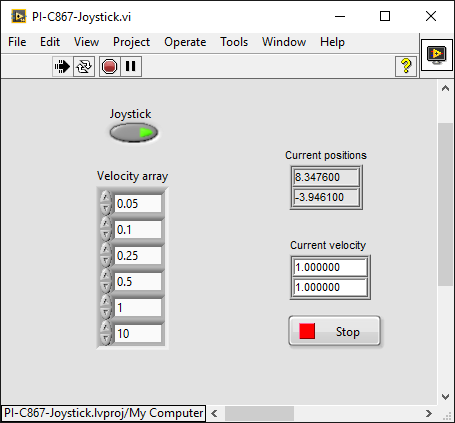 PI-C867-Joystick.vi
File Edit View Project Operate Tools Window Help
?
Joystick
Velocity array
0.05
0.1
0.25
0.5
1
10
Current positions
8.347600
-3.946100
Current velocity
1.000000
1.000000
Stop
PI-C867-Joystick.lvproj/My Computer